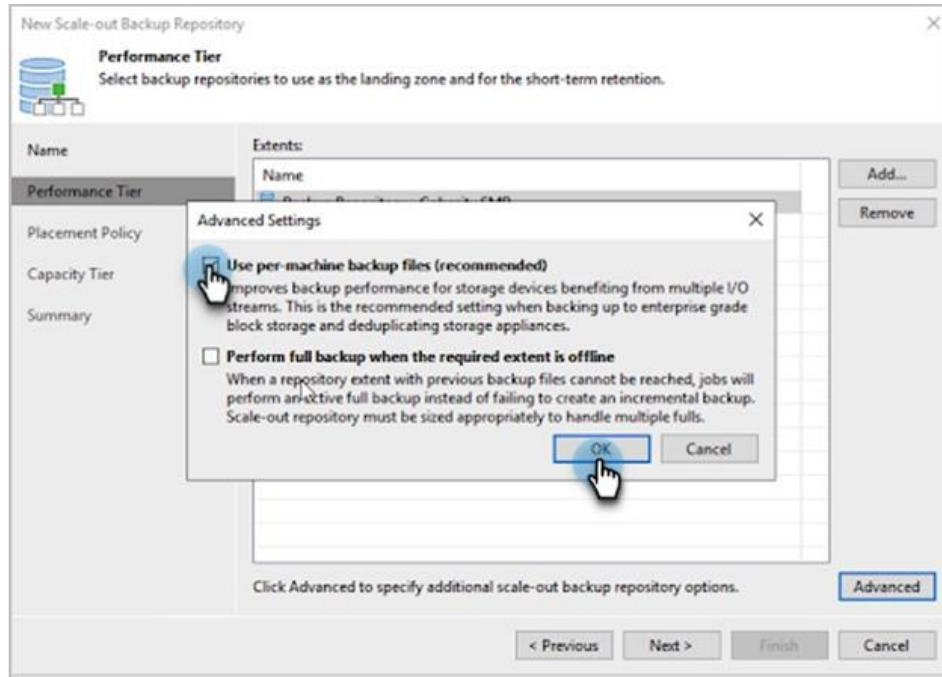 New Scale-out Backup Repository
Performance Tier
Select backup repositories to use as the landing zone and for the short-term retention.
Name
Performance Tier
Placement Policy
Capacity Tier
Summary
Extents:
Name
Add...
Remove
Advanced Settings
Use per-machine backup files (recommended)
Improves backup performance for storage devices benefiting from multiple I/O
streams. This is the recommended setting when backing up to enterprise grade
block storage and deduplicating storage appliances.
Perform full backup when the required extent is offline
When a repository extent with previous backup files cannot be reached, jobs will
perform an active full backup instead of failing to create an incremental backup.
Scale-out repository must be sized appropriately to handle multiple fulls.
OK
Cancel
Click Advanced to specify additional scale-out backup repository options.
Advanced
< Previous
Next >
Finish
Cancel